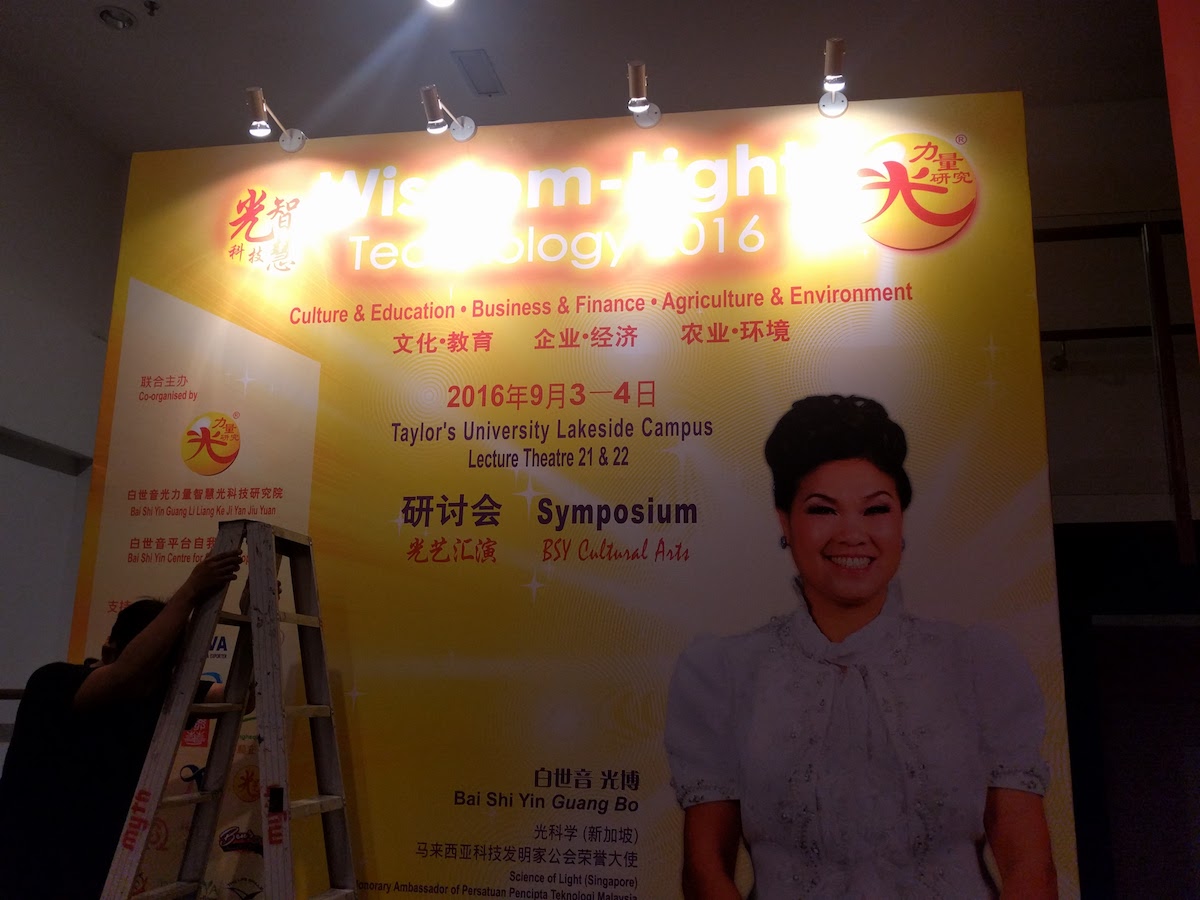 光智
科技慧
Wisdom-Light
Technology 2016
光力量
研究
®
Culture & Education • Business & Finance • Agriculture & Environment
文化•教育 企业•经济 农业•环境
2016年9月3—4日
Taylor's University Lakeside Campus
Lecture Theatre 21 & 22
研讨会 Symposium
光艺汇演 BSY Cultural Arts
联合主办
Co-organised by
光力量
研究
®
白世音光力量智慧光科技研究院
Bai Shi Yin Guang Li Liang Ke Ji Yan Jiu Yuan
白世音平台自我
Bai Shi Yin Centre for
支持
白世音 光博
Bai Shi Yin Guang Bo
光科学 (新加坡)
马来西亚科技发明家公会荣誉大使
Science of Light (Singapore)
Honorary Ambassador of Persatuan Pencipta Teknologi Malaysia
myth